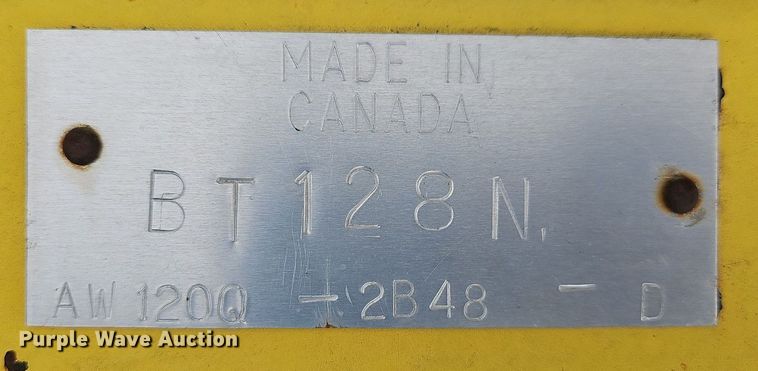 MADE IN
CANADA
BT128N.
AW120Q - 2B48 - D
Purple Wave Auction